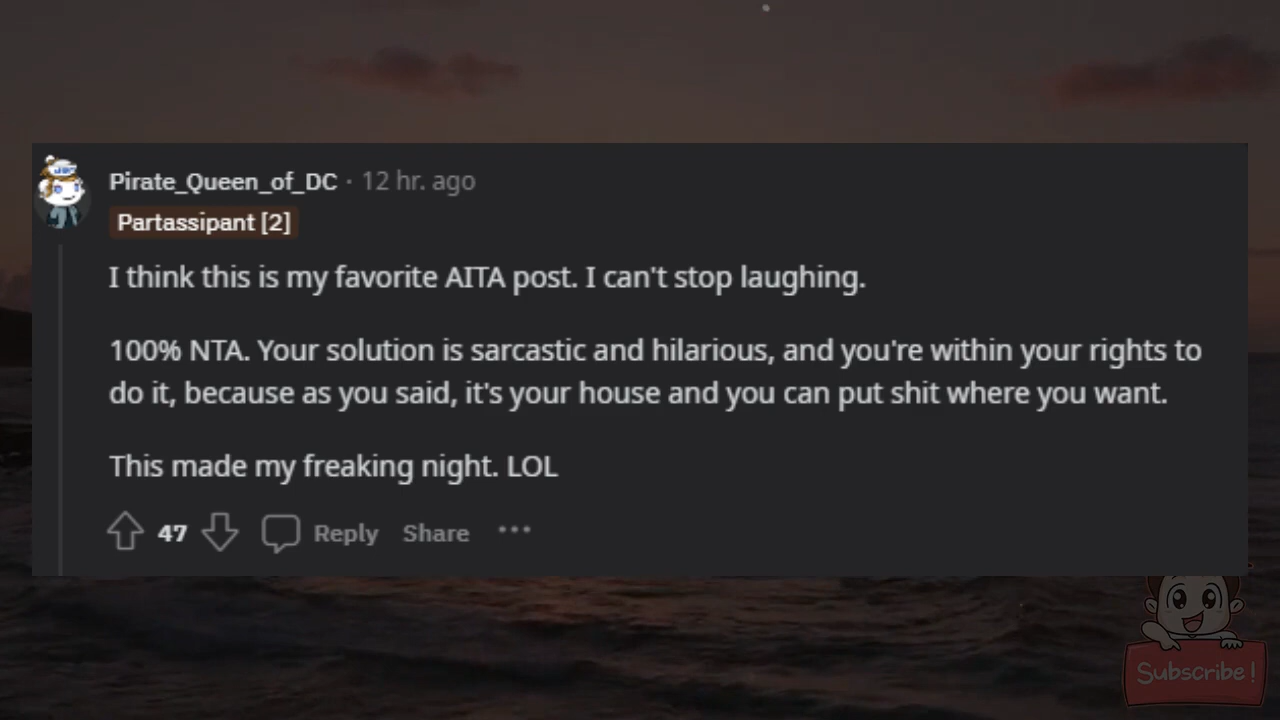 Pirate_Queen_of_DC · 12 hr. ago
Partassipant [2]
I think this is my favorite AITA post. I can't stop laughing.
100% NTA. Your solution is sarcastic and hilarious, and you're within your rights to
do it, because as you said, it's your house and you can put shit where you want.
This made my freaking night. LOL
47 Reply Share ...
Subscribe !